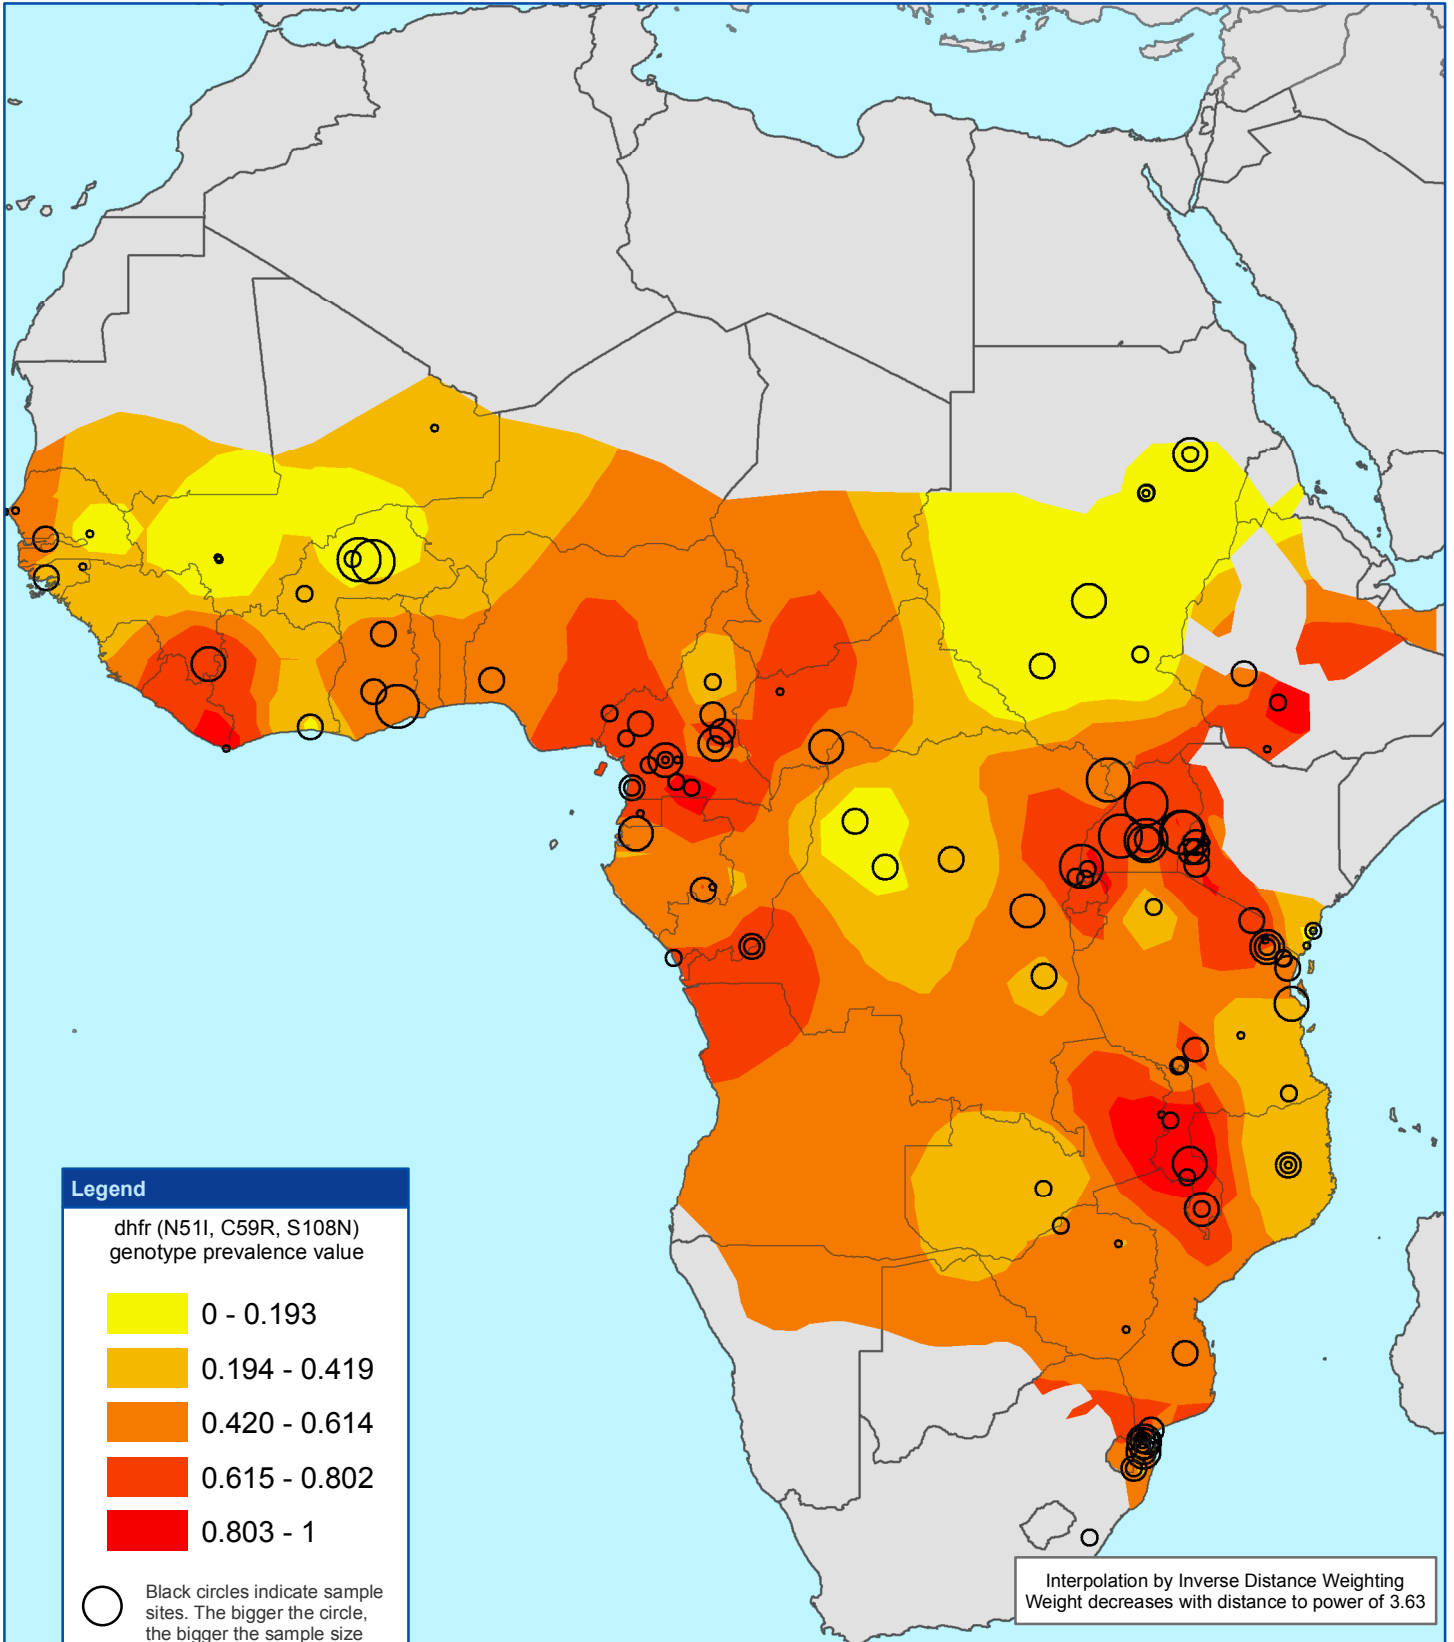 Legend
dhfr (N51I, C59R, S108N)
genotype prevalence value
0 - 0.193
0.194 - 0.419
0.420 - 0.614
0.615 - 0.802
0.803 - 1
Black circles indicate sample
sites. The bigger the circle,
the bigger the sample size
Interpolation by Inverse Distance Weighting
Weight decreases with distance to power of 3.63